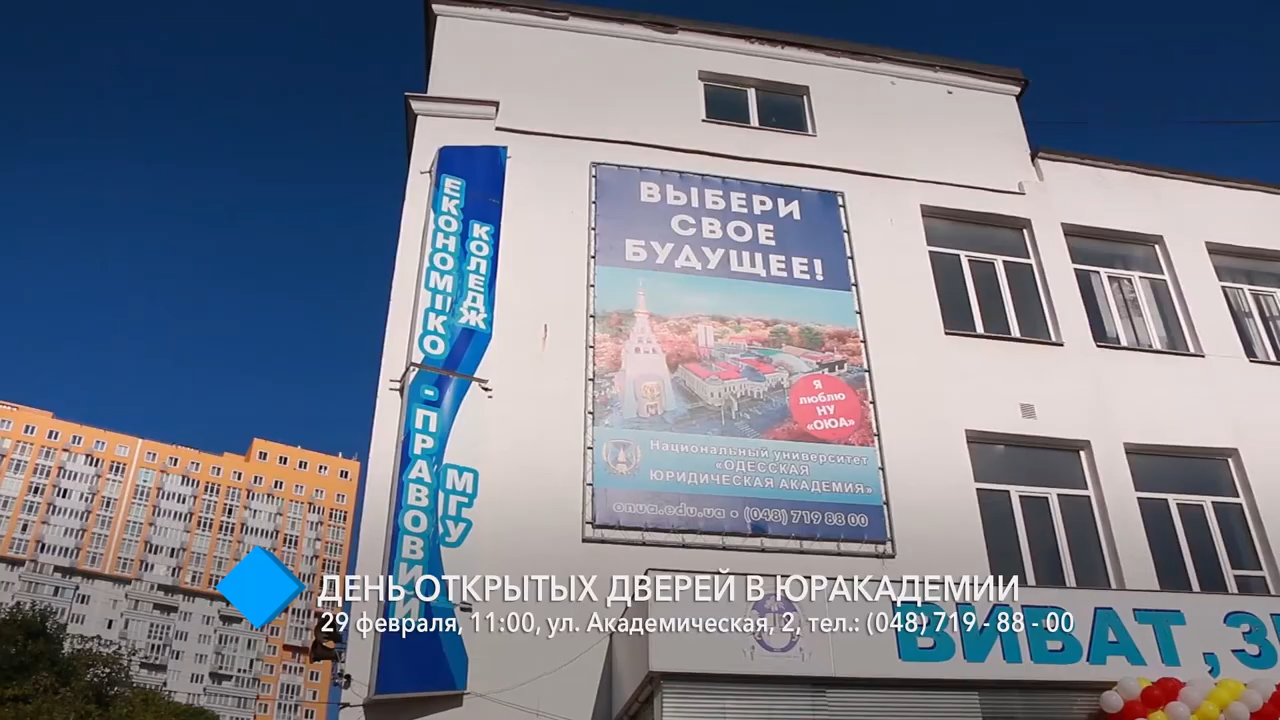 ЕКОНОМІКО - ПРАВОВИЙ
КОЛЕДЖ
МГУ
ВЫБЕРИ
СВОЕ
БУДУЩЕЕ!
Я
люблю
НУ
«ОЮА»
Национальный университет
«ОДЕССКАЯ
ЮРИДИЧЕСКАЯ АКАДЕМИЯ»
onua.edu.ua • (048) 719 88 00
ДЕНЬ ОТКРЫТЫХ ДВЕРЕЙ В ЮРАКАДЕМИИ
29 февраля, 11:00, ул. Академическая, 2, тел.: (048) 719 - 88 - 00
ВИВАТ,